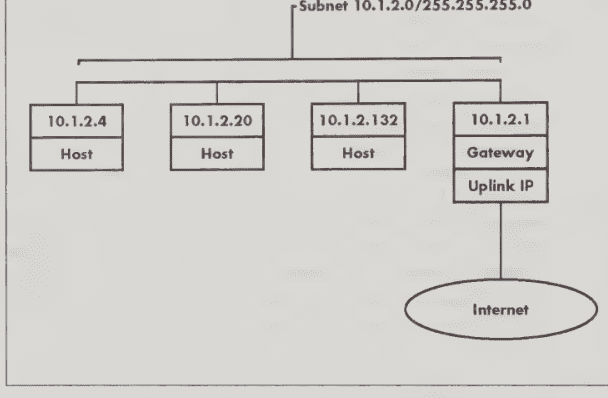 Subnet 10.1.2.0/255.255.255.0
10.1.2.4
Host
10.1.2.20
Host
10.1.2.132
Host
10.1.2.1
Gateway
Uplink IP
Internet